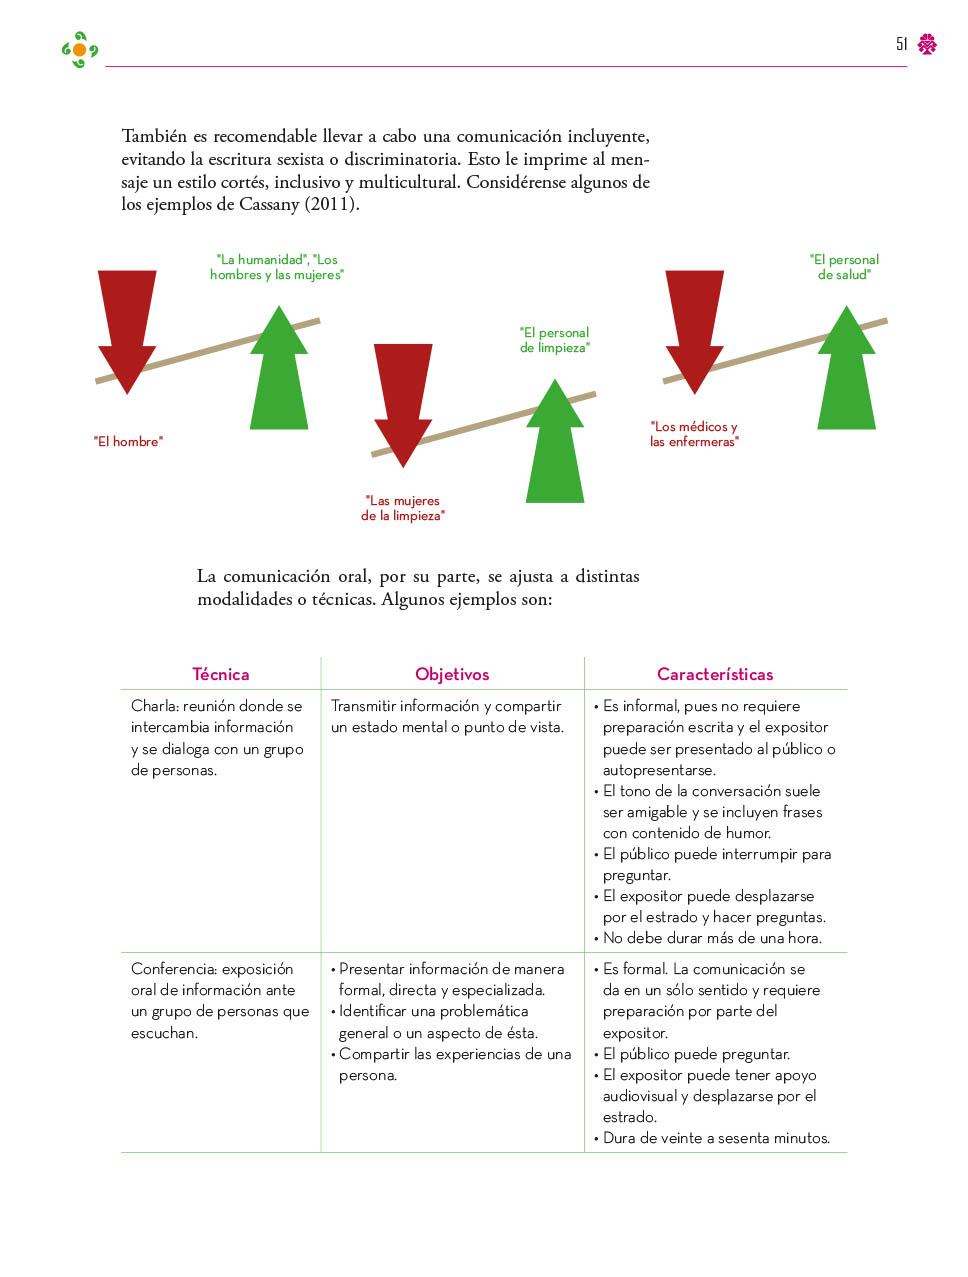 51
También es recomendable llevar a cabo una comunicación incluyente,
evitando la escritura sexista o discriminatoria. Esto le imprime al men-
saje un estilo cortés, inclusivo y multicultural. Considérense algunos de
los ejemplos de Cassany (2011).
"La humanidad", "Los
hombres y las mujeres"
"El hombre"
"El personal
de limpieza"
"Las mujeres
de la limpieza"
"El personal
de salud"
"Los médicos y
las enfermeras"
La comunicación oral, por su parte, se ajusta a distintas
modalidades o técnicas. Algunos ejemplos son:
Técnica
Objetivos
Características
Charla: reunión donde se
intercambia información
y se dialoga con un grupo
de personas.
Transmitir información y compartir
un estado mental o punto de vista.
• Es informal, pues no requiere
preparación escrita y el expositor
puede ser presentado al público o
autopresentarse.
• El tono de la conversación suele
ser amigable y se incluyen frases
con contenido de humor.
• El público puede interrumpir para
preguntar.
• El expositor puede desplazarse
por el estrado y hacer preguntas.
• No debe durar más de una hora.
Conferencia: exposición
oral de información ante
un grupo de personas que
escuchan.
• Presentar información de manera
formal, directa y especializada.
• Identificar una problemática
general o un aspecto de ésta.
• Compartir las experiencias de una
persona.
• Es formal. La comunicación se
da en un sólo sentido y requiere
preparación por parte del
expositor.
• El público puede preguntar.
• El expositor puede tener apoyo
audiovisual y desplazarse por el
estrado.
• Dura de veinte a sesenta minutos.